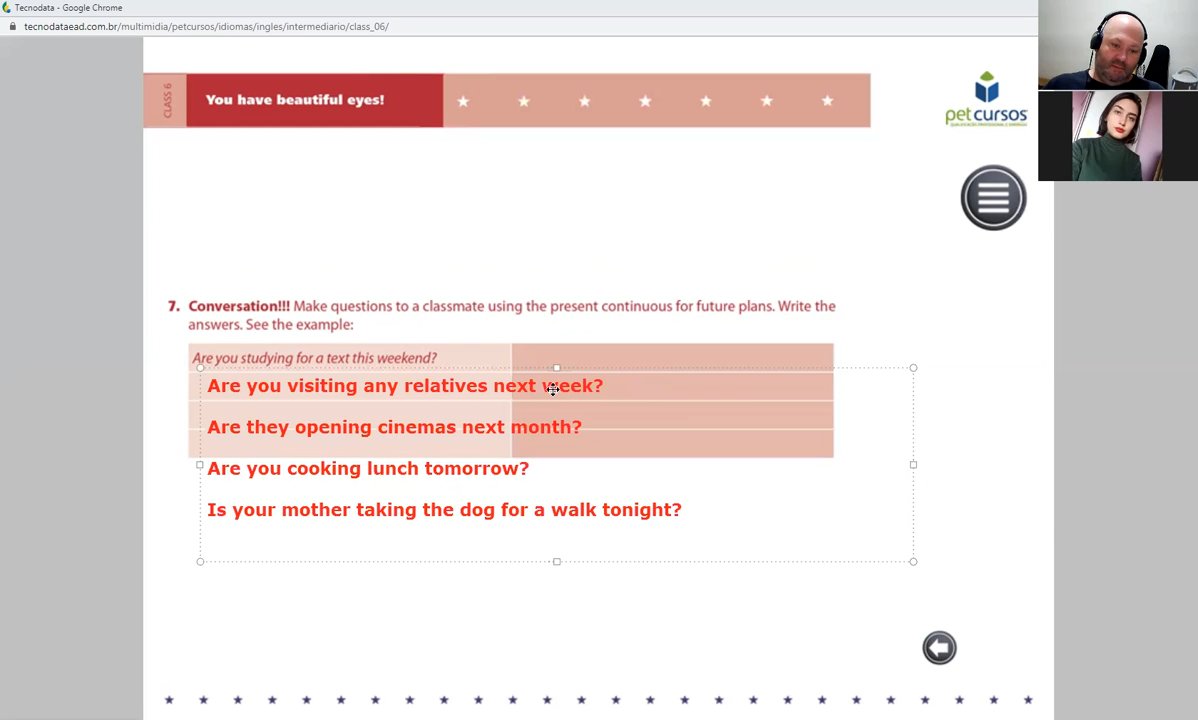 Tecnodata - Google Chrome
tecnodataead.com.br/multimidia/petcursos/idiomas/ingles/intermediario/class_06/
CLASS 6
You have beautiful eyes!
petcursos
7. Conversation!!! Make questions to a classmate using the present continuous for future plans. Write the
answers. See the example:
Are you studying for a text this weekend?
Are you visiting any relatives next week?
Are they opening cinemas next month?
Are you cooking lunch tomorrow?
Is your mother taking the dog for a walk tonight?